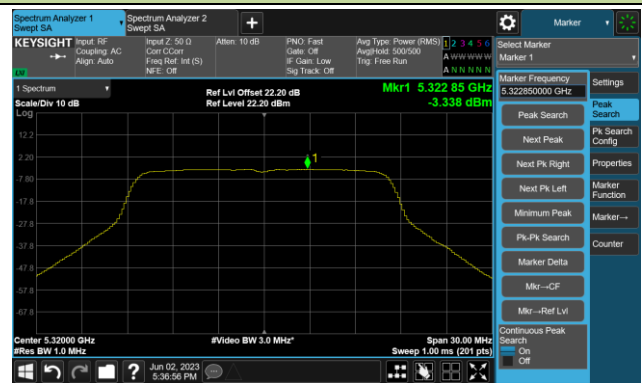 Spectrum Analyzer 1
Swept SA
Spectrum Analyzer 2
Swept SA
+
Marker
KEYSIGHT
Input: RF
Coupling: AC
Align: Auto
Input Z: 50 Ω
Corr CCorr
Freq Ref: Int (S)
NFE: Off
Atten: 10 dB
PNO: Fast
Gate: Off
IF Gain: Low
Sig Track: Off
Avg Type: Power (RMS)
Avg|Hold: 500/500
Trig: Free Run
1 2 3 4 5 6
A W W W W W
A N N N N N
LXI
Select Marker
Marker 1
1 Spectrum
Scale/Div 10 dB
Log
Ref Lvl Offset 22.20 dB
Ref Level 22.20 dBm
Mkr1 5.322 85 GHz
-3.338 dBm
12.2
2.20
-7.80
-17.8
-27.8
-37.8
-47.8
-57.8
-67.8
1
Center 5.32000 GHz
#Res BW 1.0 MHz
#Video BW 3.0 MHz*
Span 30.00 MHz
Sweep 1.00 ms (201 pts)
Marker Frequency
5.322850000 GHz
Peak Search
Next Peak
Next Pk Right
Next Pk Left
Minimum Peak
Pk-Pk Search
Marker Delta
Mkr→CF
Mkr→Ref Lvl
Continuous Peak
Search
On
Off
Settings
Peak
Search
Pk Search
Config
Properties
Marker
Function
Marker→
Counter
?
Jun 02, 2023
5:36:56 PM